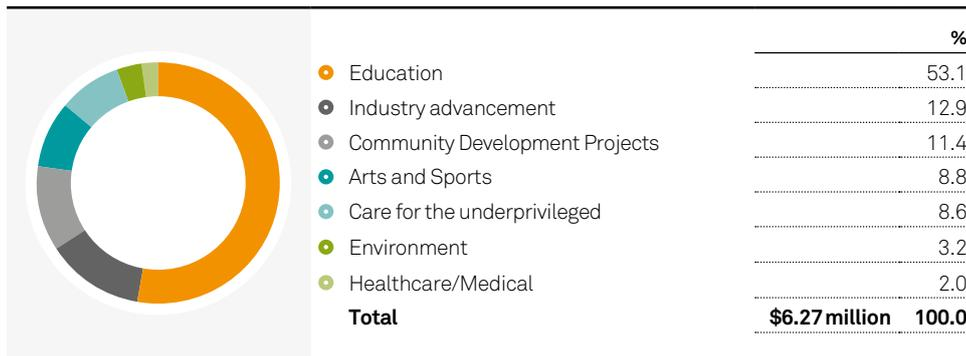 %
Education 53.1
Industry advancement 12.9
Community Development Projects 11.4
Arts and Sports 8.8
Care for the underprivileged 8.6
Environment 3.2
Healthcare/Medical 2.0
Total $6.27 million 100.0